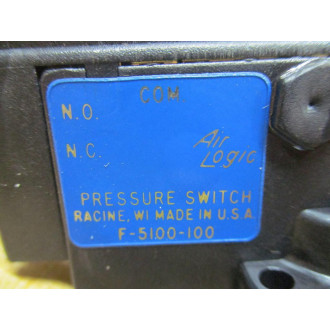 COM
N.O.
N.C.
Air
Logic
PRESSURE SWITCH
RACINE, WI MADE IN U.S.A.
F-5100-100